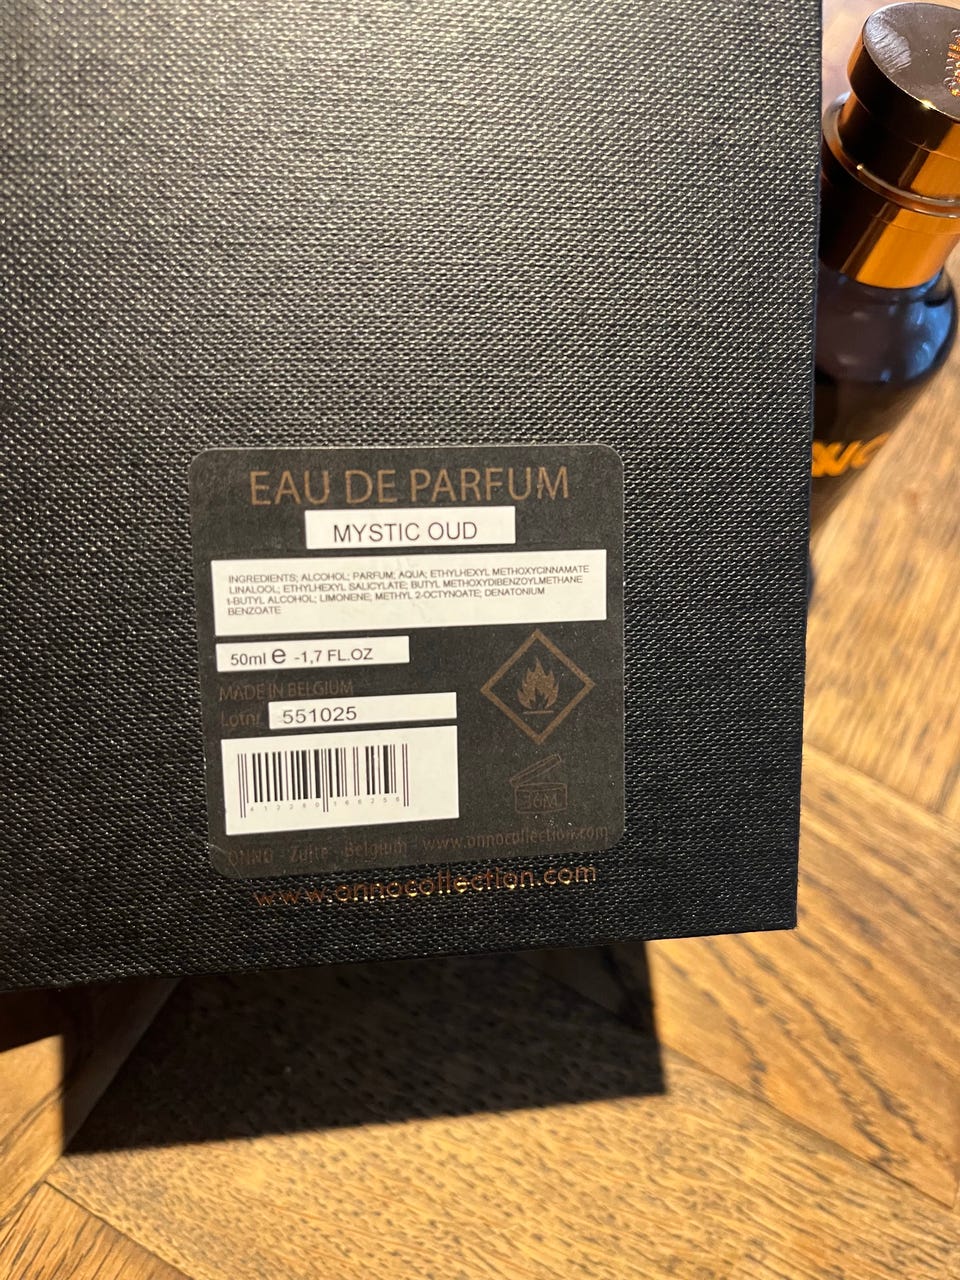 EAU DE PARFUM
MYSTIC OUD
INGREDIENTS; ALCOHOL; PARFUM; AQUA; ETHYLHEXYL METHOXYCINNAMATE
LINALOOL; ETHYLHEXYL SALICYLATE; BUTYL METHOXYDIBENZOYLMETHANE
t-BUTYL ALCOHOL; LIMONENE; METHYL 2-OCTYNOATE; DENATONIUM
BENZOATE
50ml e -1,7 FL.OZ
MADE IN BELGIUM
Lotnr 551025
36M
ONNO - Zulte - Belgium - www.onnocollection.com
www.onnocollection.com